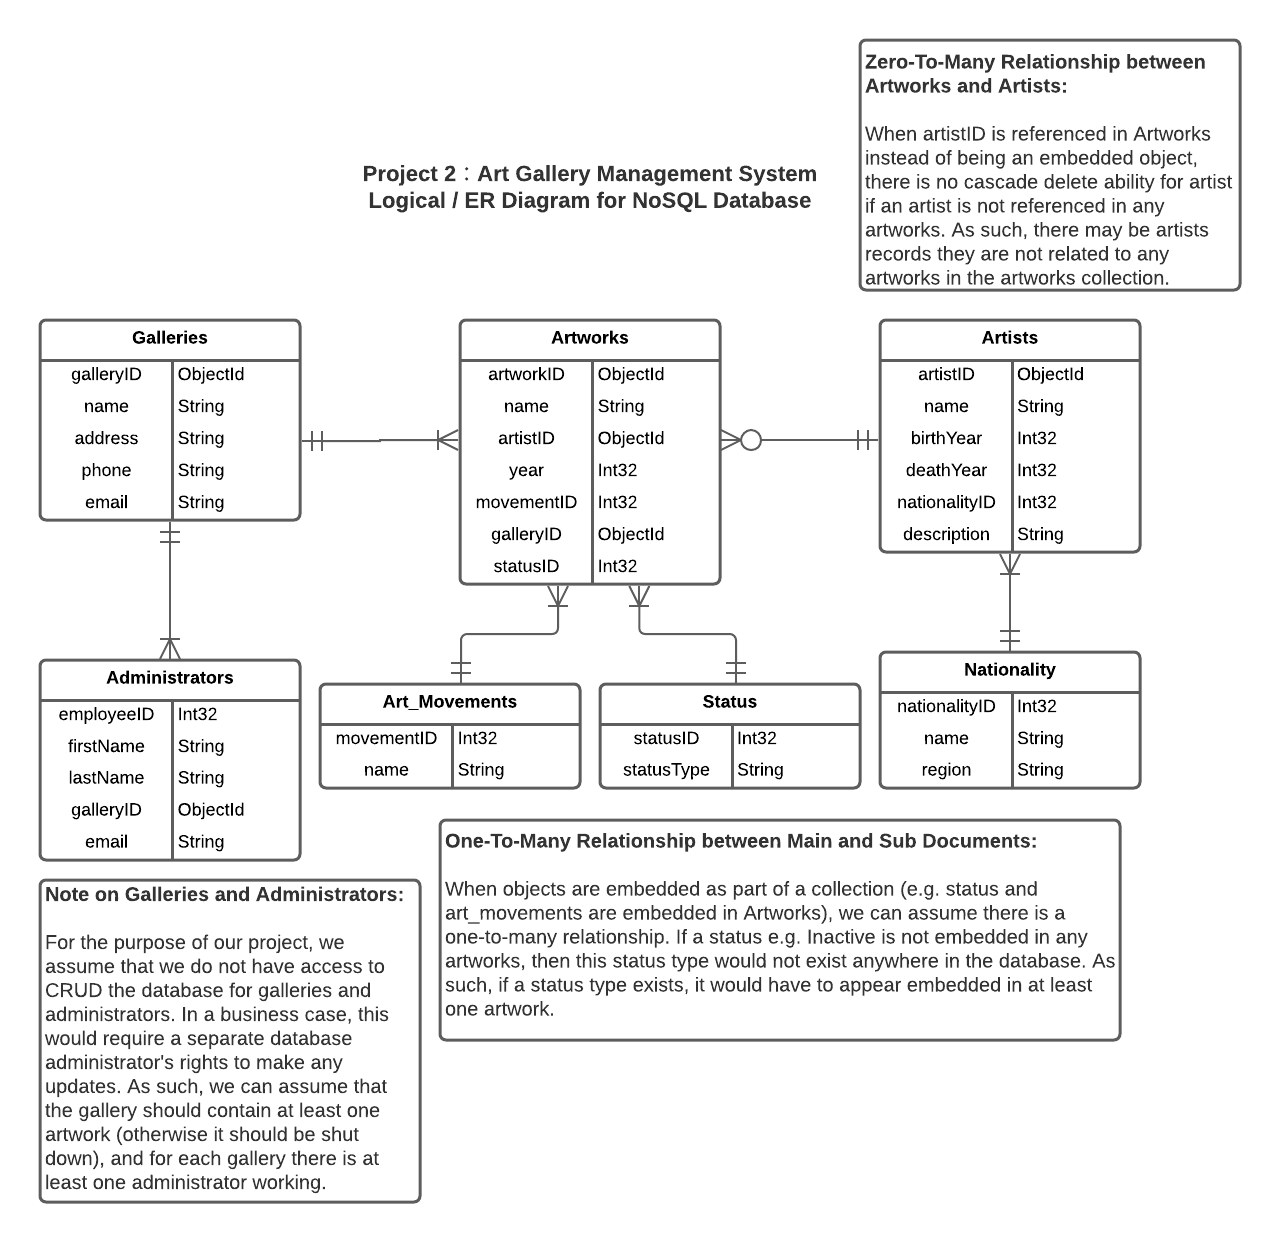 Zero-To-Many Relationship between
Artworks and Artists:
When artistID is referenced in Artworks
instead of being an embedded object,
there is no cascade delete ability for artist
if an artist is not referenced in any
artworks. As such, there may be artists
records they are not related to any
artworks in the artworks collection.
Project 2 : Art Gallery Management System
Logical / ER Diagram for NoSQL Database
Galleries
galleryID ObjectId
name String
address String
phone String
email String
Artworks
artworkID ObjectId
name String
artistID ObjectId
year Int32
movementID Int32
galleryID ObjectId
statusID Int32
Artists
artistID ObjectId
name String
birthYear Int32
deathYear Int32
nationalityID Int32
description String
Administrators
employeeID Int32
firstName String
lastName String
galleryID ObjectId
email String
Art_Movements
movementID Int32
name String
Status
statusID Int32
statusType String
Nationality
nationalityID Int32
name String
region String
One-To-Many Relationship between Main and Sub Documents:
When objects are embedded as part of a collection (e.g. status and
art_movements are embedded in Artworks), we can assume there is a
one-to-many relationship. If a status e.g. Inactive is not embedded in any
artworks, then this status type would not exist anywhere in the database. As
such, if a status type exists, it would have to appear embedded in at least
one artwork.
Note on Galleries and Administrators:
For the purpose of our project, we
assume that we do not have access to
CRUD the database for galleries and
administrators. In a business case, this
would require a separate database
administrator's rights to make any
updates. As such, we can assume that
the gallery should contain at least one
artwork (otherwise it should be shut
down), and for each gallery there is at
least one administrator working.